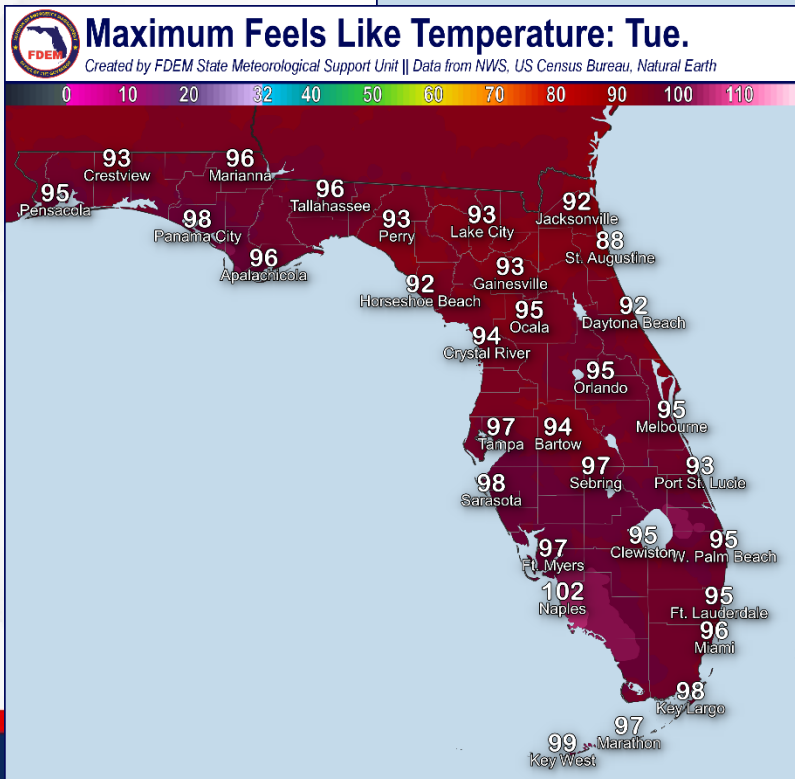 FDEM
Maximum Feels Like Temperature: Tue.
Created by FDEM State Meteorological Support Unit || Data from NWS, US Census Bureau, Natural Earth
0 10 20 32 40 50 60 70 80 90 100 110
93
Crestview
96
Marianna
95
Pensacola
96
Tallahassee
98
Panama City
93
Perry
93
Lake City
92
Jacksonville
88
St. Augustine
96
Apalachicola
92
Horseshoe Beach
93
Gainesville
95
Ocala
92
Daytona Beach
94
Crystal River
95
Orlando
95
Melbourne
97
Tampa
94
Bartow
97
Sebring
93
Port St. Lucie
98
Sarasota
95
Clewiston
95
W. Palm Beach
97
Ft. Myers
102
Naples
95
Ft. Lauderdale
96
Miami
98
Key Largo
97
Marathon
99
Key West